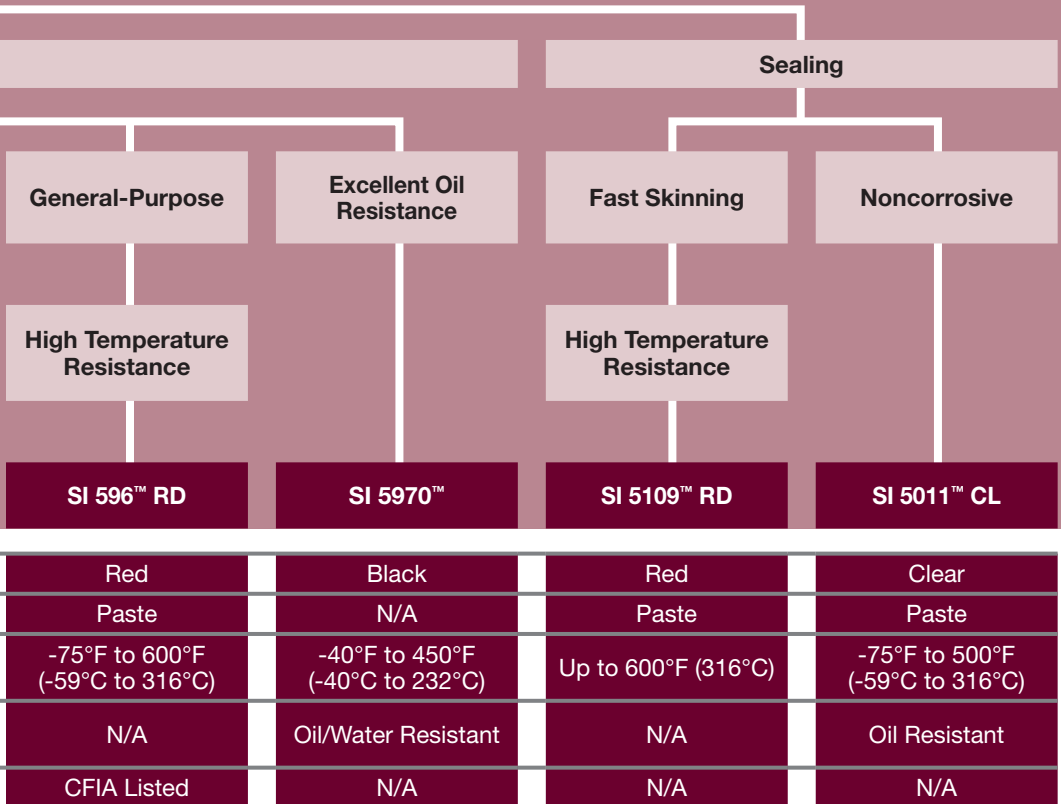 Sealing
General-Purpose
Excellent Oil
Resistance
Fast Skinning
Noncorrosive
High Temperature
Resistance
High Temperature
Resistance
SI 596™ RD
SI 5970™
SI 5109™ RD
SI 5011™ CL
Red
Black
Red
Clear
Paste
N/A
Paste
Paste
-75°F to 600°F
(-59°C to 316°C)
-40°F to 450°F
(-40°C to 232°C)
Up to 600°F (316°C)
-75°F to 500°F
(-59°C to 316°C)
N/A
Oil/Water Resistant
N/A
Oil Resistant
CFIA Listed
N/A
N/A
N/A